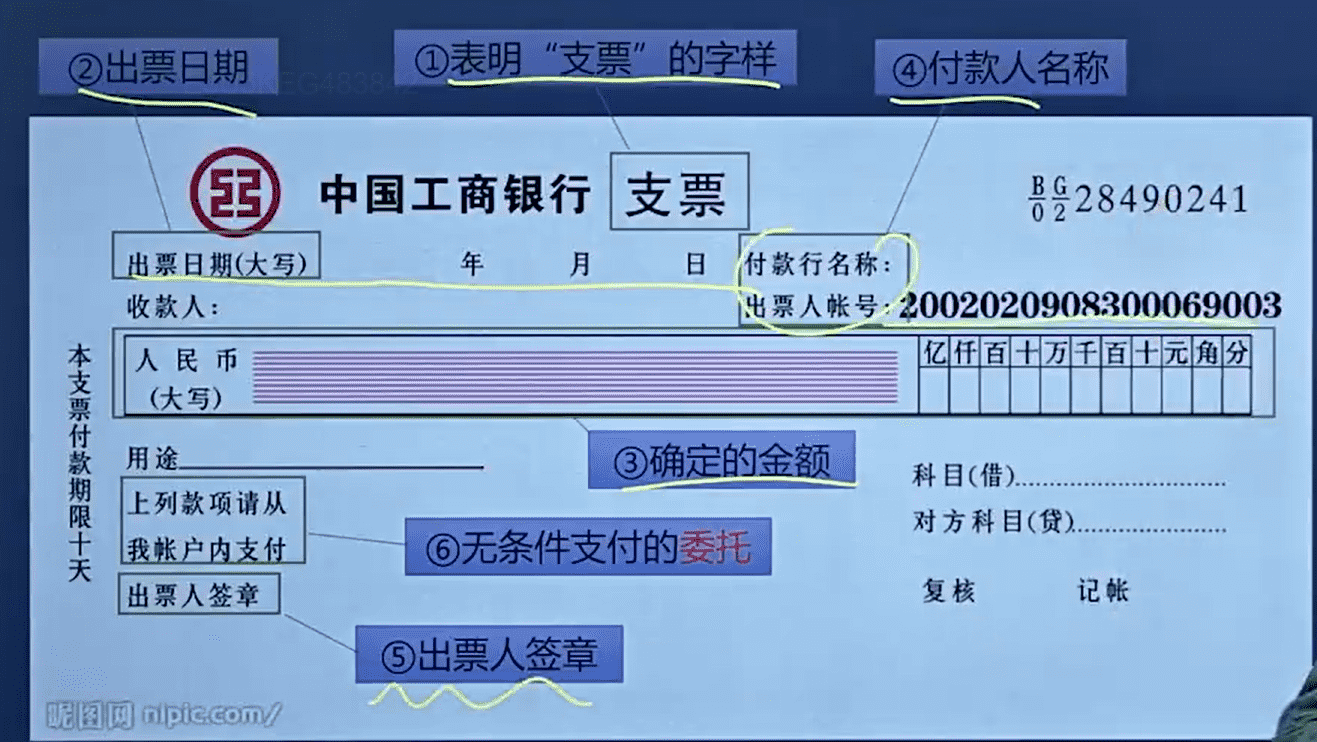 ②出票日期
①表明“支票”的字样
④付款人名称
中国工商银行 支票
BG
02 28490241
出票日期(大写) 年 月 日 付款行名称:
收款人: 出票人帐号: 2002020908300069003
本支票付款期限十天
人民币
(大写)
亿仟百十万千百十元角分
③确定的金额
用途
科目(借)
上列款项请从
我帐户内支付
⑥无条件支付的委托
对方科目(贷)
出票人签章
复核 记帐
⑤出票人签章
昵图网 nipic.com/